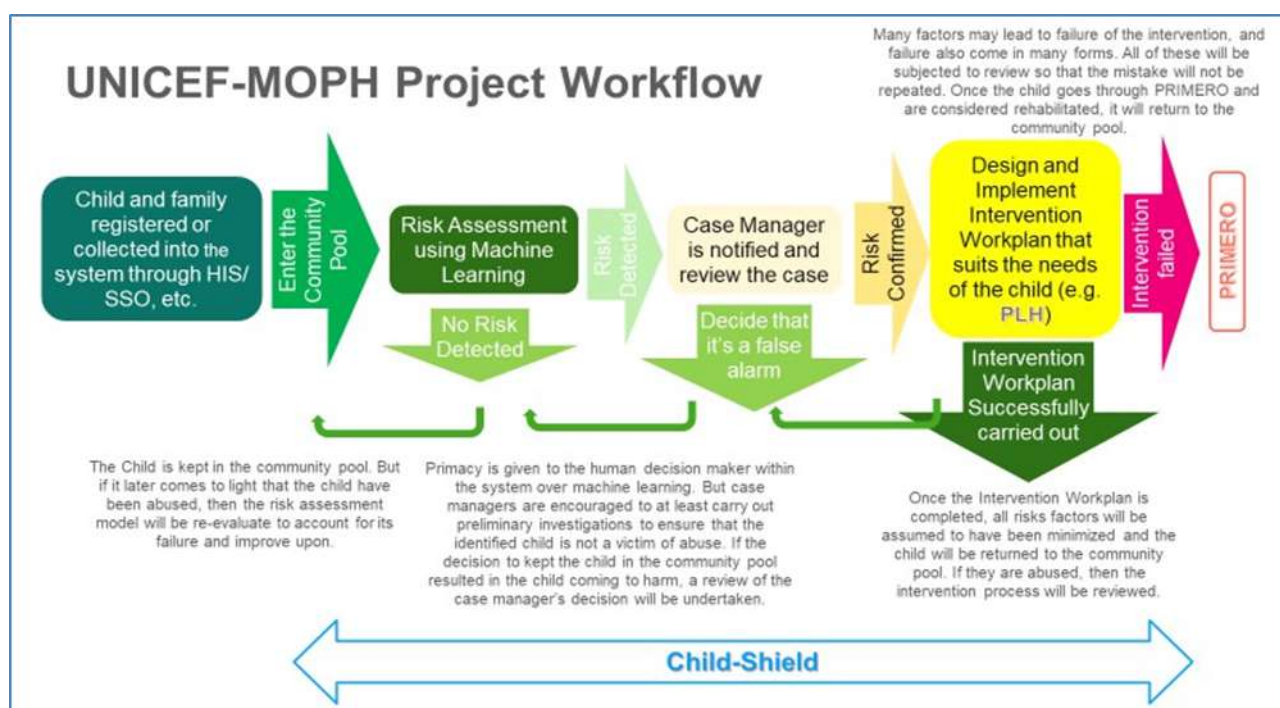 UNICEF-MOPH Project Workflow
Many factors may lead to failure of the intervention, and
failure also come in many forms. All of these will be
subjected to review so that the mistake will not be
repeated. Once the child goes through PRIMERO and
are considered rehabilitated, it will return to the
community pool.
Child and family
registered or
collected into the
system through HIS/
SSO, etc.
Enter the
Community
Pool
Risk Assessment
using Machine
Learning
Risk
Detected
Case Manager
is notified and
review the case
Risk
Confirmed
Design and
Implement
Intervention
Workplan that
suits the needs
of the child (e.g.
PLH)
Intervention
failed
PRIMERO
No Risk
Detected
Decide that
it's a false
alarm
Intervention
Workplan
Successfully
carried out
The Child is kept in the community pool. But
if it later comes to light that the child have
been abused, then the risk assessment
model will be re-evaluate to account for its
failure and improve upon.
Primacy is given to the human decision maker within
the system over machine learning. But case
managers are encouraged to at least carry out
preliminary investigations to ensure that the
identified child is not a victim of abuse. If the
decision to kept the child in the community pool
resulted in the child coming to harm, a review of the
case manager's decision will be undertaken.
Once the Intervention Workplan is
completed, all risks factors will be
assumed to have been minimized and the
child will be returned to the community
pool. If they are abused, then the
intervention process will be reviewed.
Child-Shield